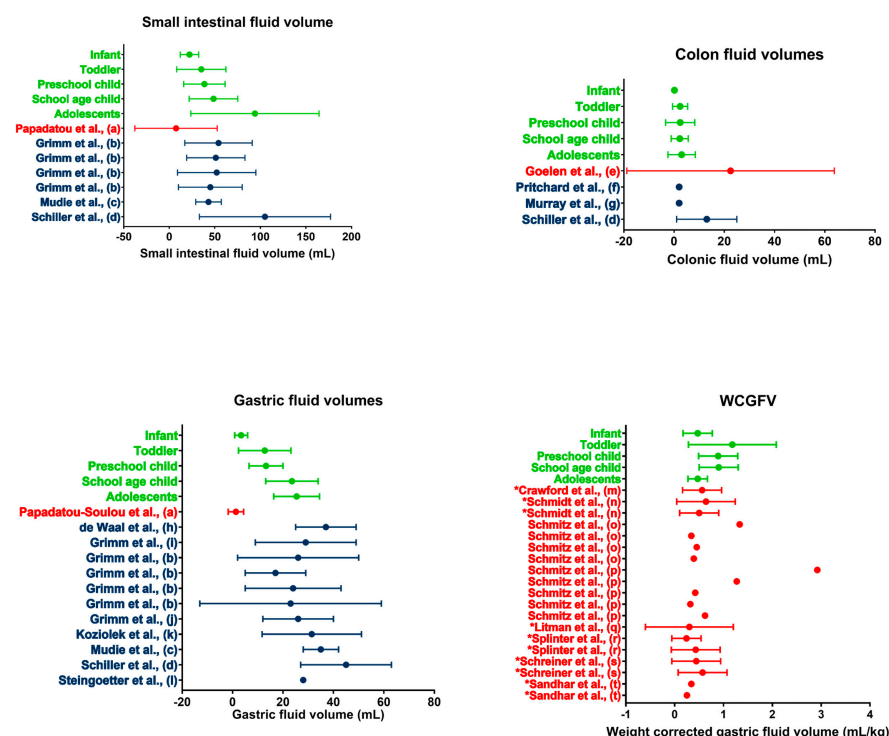 Small intestinal fluid volume
Infant
Toddler
Preschool child
School age child
Adolescents
Papadatou et al., (a)
Grimm et al., (b)
Grimm et al., (b)
Grimm et al., (b)
Grimm et al., (b)
Mudie et al., (c)
Schiller et al., (d)
-50 0 50 100 150 200
Small intestinal fluid volume (mL)
Colon fluid volumes
Infant
Toddler
Preschool child
School age child
Adolescents
Goelen et al., (e)
Pritchard et al., (f)
Murray et al., (g)
Schiller et al., (d)
-20 0 20 40 60 80
Colonic fluid volume (mL)
Gastric fluid volumes
Infant
Toddler
Preschool child
School age child
Adolescents
Papadatou-Soulou et al., (a)
de Waal et al., (h)
Grimm et al., (I)
Grimm et al., (b)
Grimm et al., (b)
Grimm et al., (b)
Grimm et al., (b)
Grimm et al., (j)
Koziolek et al., (k)
Mudie et al., (c)
Schiller et al., (d)
Steingoetter et al., (l)
-20 0 20 40 60 80
Gastric fluid volume (mL)
WCGFV
Infant
Toddler
Preschool child
School age child
Adolescents
*Crawford et al., (m)
*Schmidt et al., (n)
*Schmidt et al., (n)
Schmitz et al., (o)
Schmitz et al., (o)
Schmitz et al., (o)
Schmitz et al., (o)
Schmitz et al., (p)
Schmitz et al., (p)
Schmitz et al., (p)
Schmitz et al., (p)
Schmitz et al., (p)
*Litman et al., (q)
*Splinter et al., (r)
*Splinter et al., (r)
*Schreiner et al., (s)
*Schreiner et al., (s)
*Sandhar et al., (t)
*Sandhar et al., (t)
-1 0 1 2 3 4
Weight corrected gastric fluid volume (mL/kg)